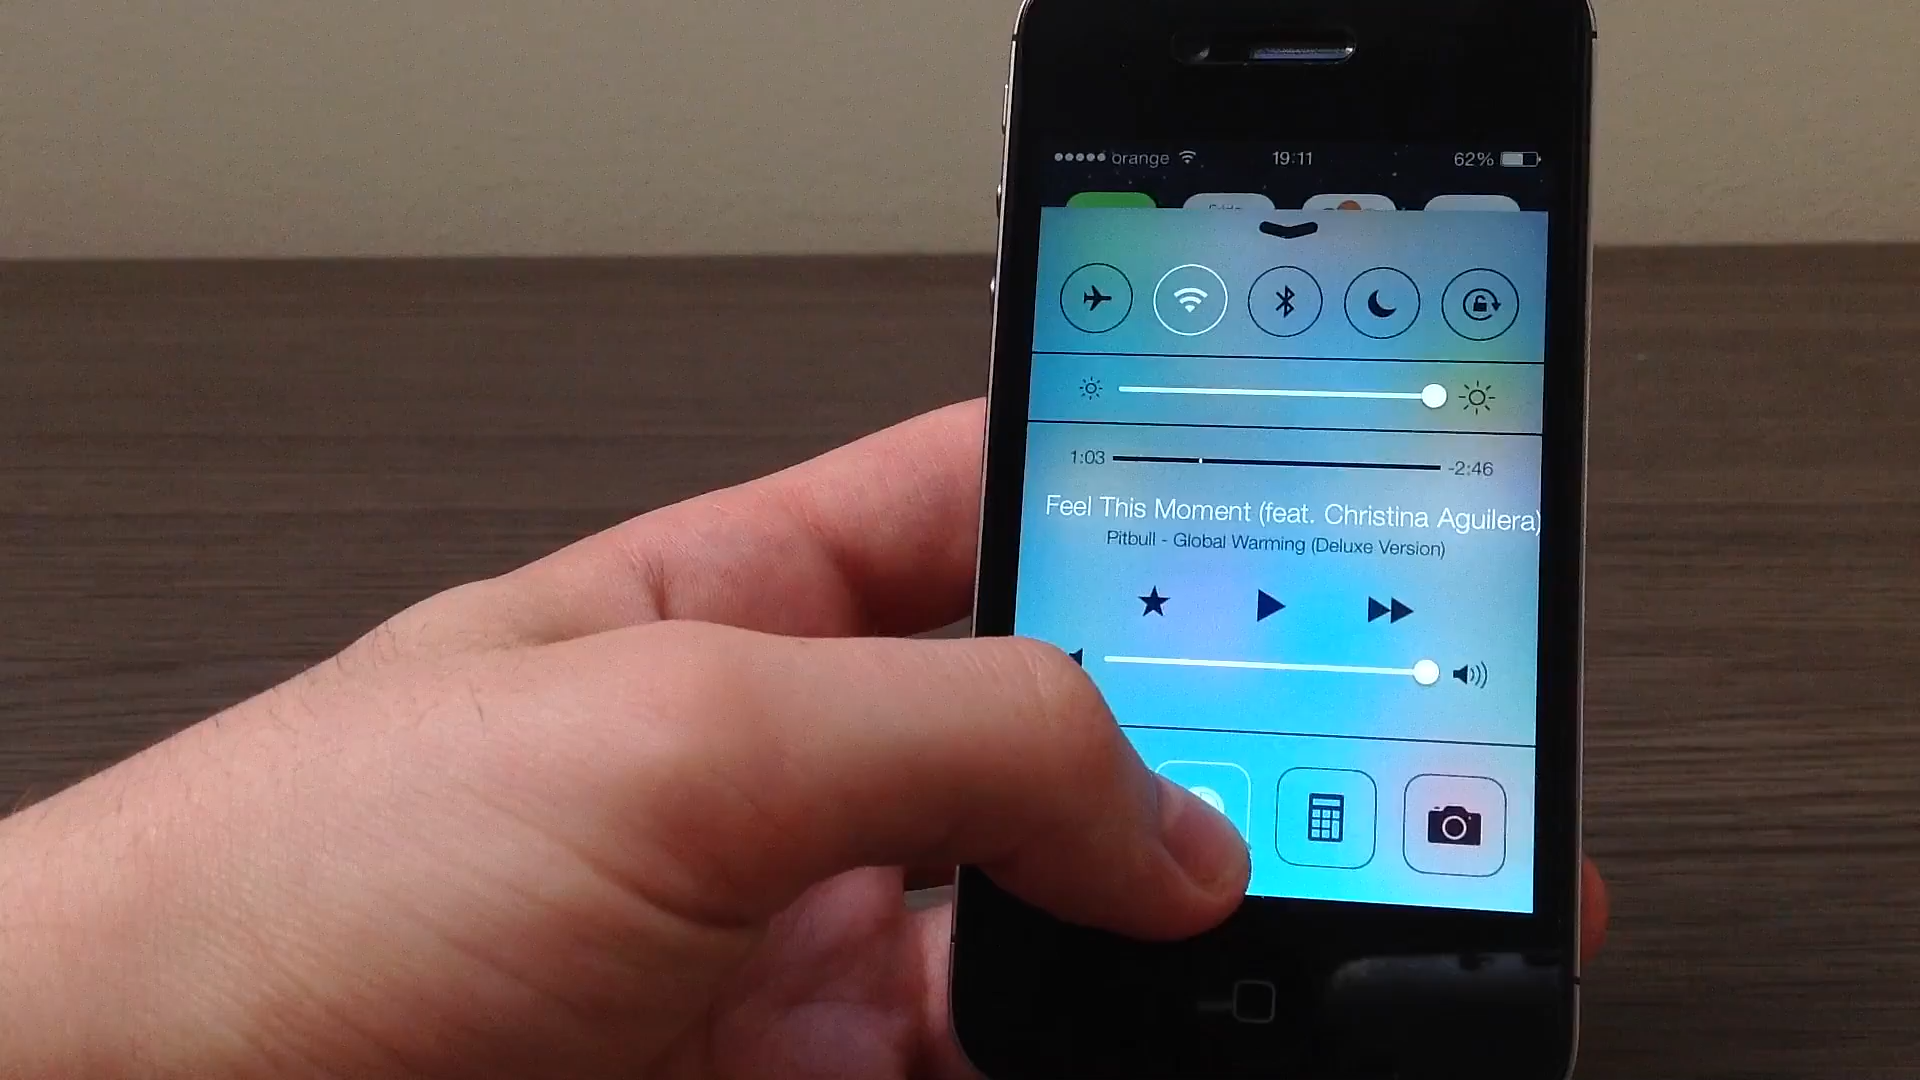 orange 19:11 62%
1:03 -2:46
Feel This Moment (feat. Christina Aguilera)
Pitbull - Global Warming (Deluxe Version)